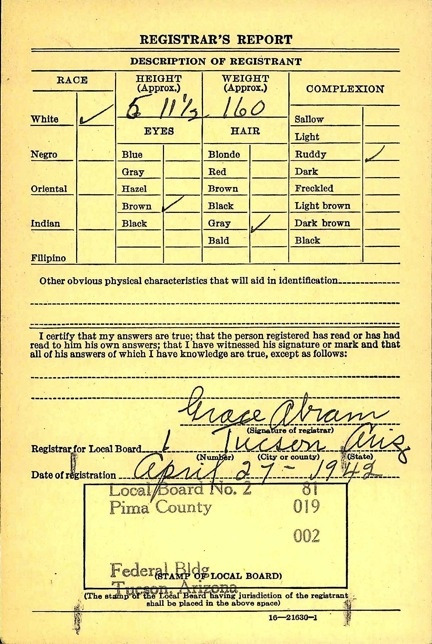 REGISTRAR'S REPORT
DESCRIPTION OF REGISTRANT
RACE
HEIGHT (Approx.)
WEIGHT (Approx.)
COMPLEXION
5 11½
160
White ✓
Sallow
Light
EYES
HAIR
Negro
Blue
Blonde
Ruddy ✓
Gray
Red
Dark
Oriental
Hazel
Brown
Freckled
Brown ✓
Black
Light brown
Indian
Black
Gray ✓
Dark brown
Bald
Black
Filipino
Other obvious physical characteristics that will aid in identification
I certify that my answers are true; that the person registered has read or has had
read to him his own answers; that I have witnessed his signature or mark and that
all of his answers of which I have knowledge are true, except as follows:
Grace Abram
(Signature of registrar)
Registrar for Local Board 1 Tucson Ariz
(Number) (City or county) (State)
Date of registration April 27 - 1942
Local Board No. 2 81
Pima County 019
002
Federal Bldg
(STAMP OF LOCAL BOARD)
Tucson, Arizona
(The stamp of the Local Board having jurisdiction of the registrant
shall be placed in the above space)
16—21630-1